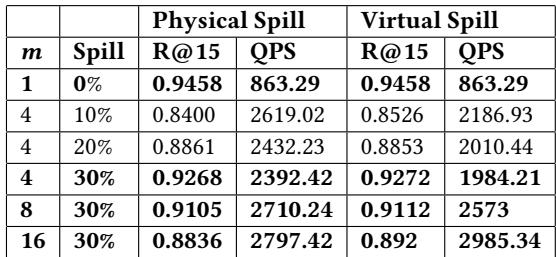 Physical Spill Virtual Spill
m Spill R@15 QPS R@15 QPS
1 0% 0.9458 863.29 0.9458 863.29
4 10% 0.8400 2619.02 0.8526 2186.93
4 20% 0.8861 2432.23 0.8853 2010.44
4 30% 0.9268 2392.42 0.9272 1984.21
8 30% 0.9105 2710.24 0.9112 2573
16 30% 0.8836 2797.42 0.892 2985.34